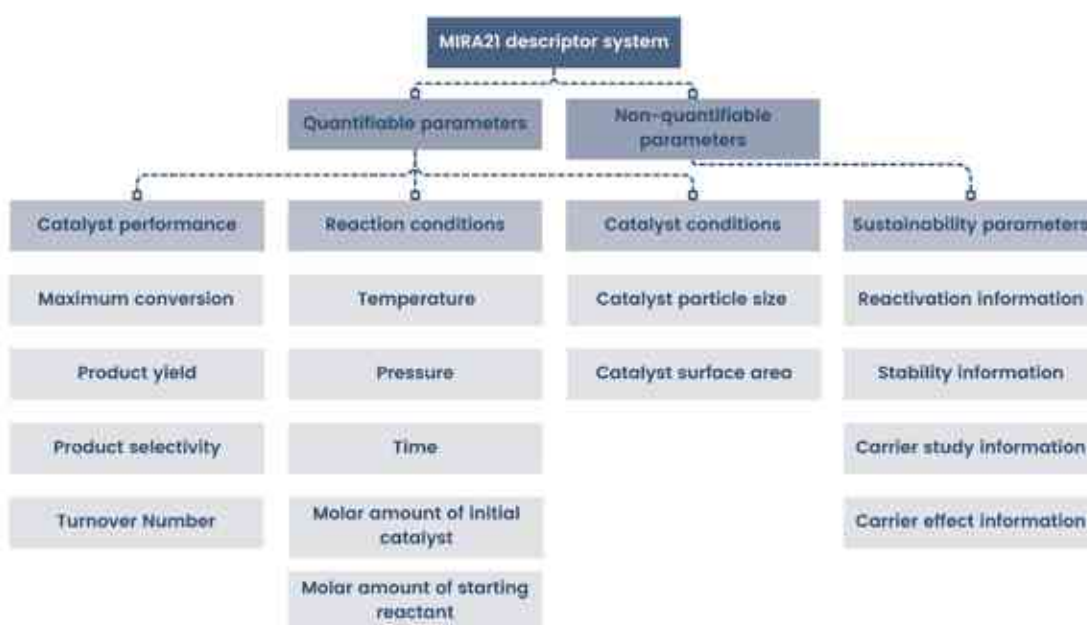 MIRA21 descriptor system
Quantifiable parameters
Non-quantifiable
parameters
Catalyst performance
Reaction conditions
Catalyst conditions
Sustainability parameters
Maximum conversion
Temperature
Catalyst particle size
Reactivation information
Product yield
Pressure
Catalyst surface area
Stability information
Product selectivity
Time
Carrier study information
Turnover Number
Molar amount of initial
catalyst
Carrier effect information
Molar amount of starting
reactant